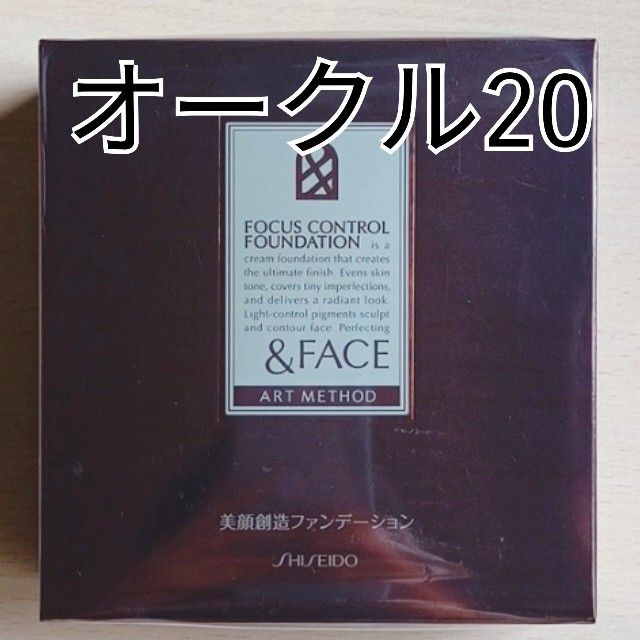 オークル20
FOCUS CONTROL
FOUNDATION is a
cream foundation that creates
the ultimate finish. Evens skin
tone, covers tiny imperfections,
and delivers a radiant look.
Light-control pigments sculpt
and contour face. Perfecting
&FACE
ART METHOD
美顔創造ファンデーション
SHISEIDO